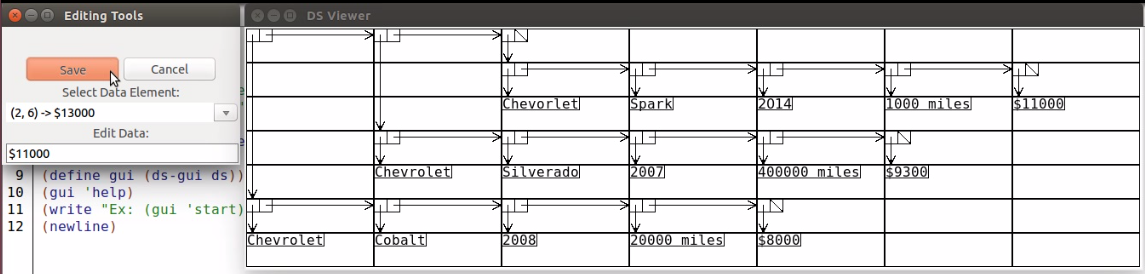 Editing Tools
DS Viewer
Save Cancel
Select Data Element:
(2, 6) -> $13000
Edit Data:
$11000
Chevorlet Spark 2014 1000 miles $11000
Chevrolet Silverado 2007 400000 miles $9300
Chevrolet Cobalt 2008 20000 miles $8000
9 (define gui (ds-gui ds))
10 (gui 'help)
11 (write "Ex: (gui 'start)
12 (newline)